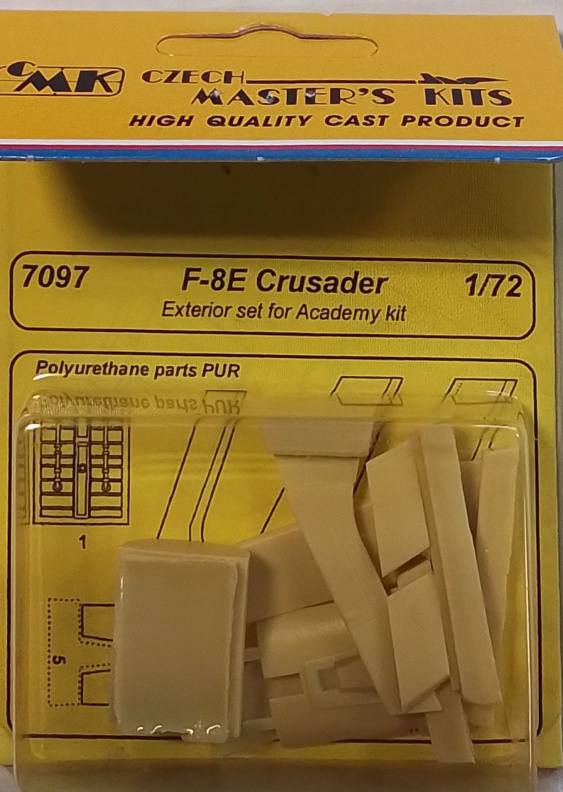 CMK CZECH
MASTER'S KITS
HIGH QUALITY CAST PRODUCT
7097 F-8E Crusader 1/72
Exterior set for Academy kit
Polyurethane parts PUR
1
5